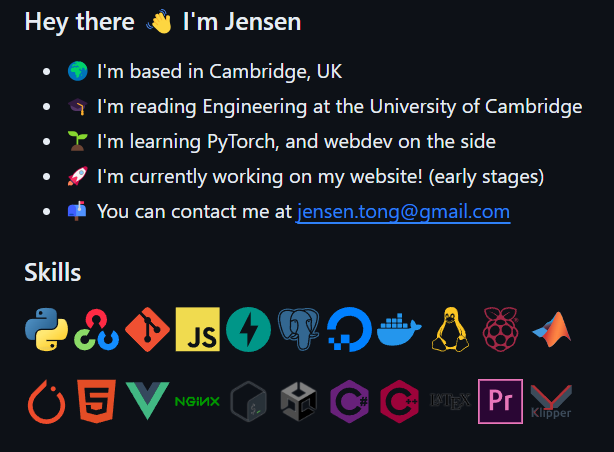 Hey there 👋 I'm Jensen
🌍 I'm based in Cambridge, UK
🎓 I'm reading Engineering at the University of Cambridge
🌱 I'm learning PyTorch, and webdev on the side
🚀 I'm currently working on my website! (early stages)
📫 You can contact me at jensen.tong@gmail.com
Skills
JS
5 NGINX $_ C# C++ LATEX Pr Klipper